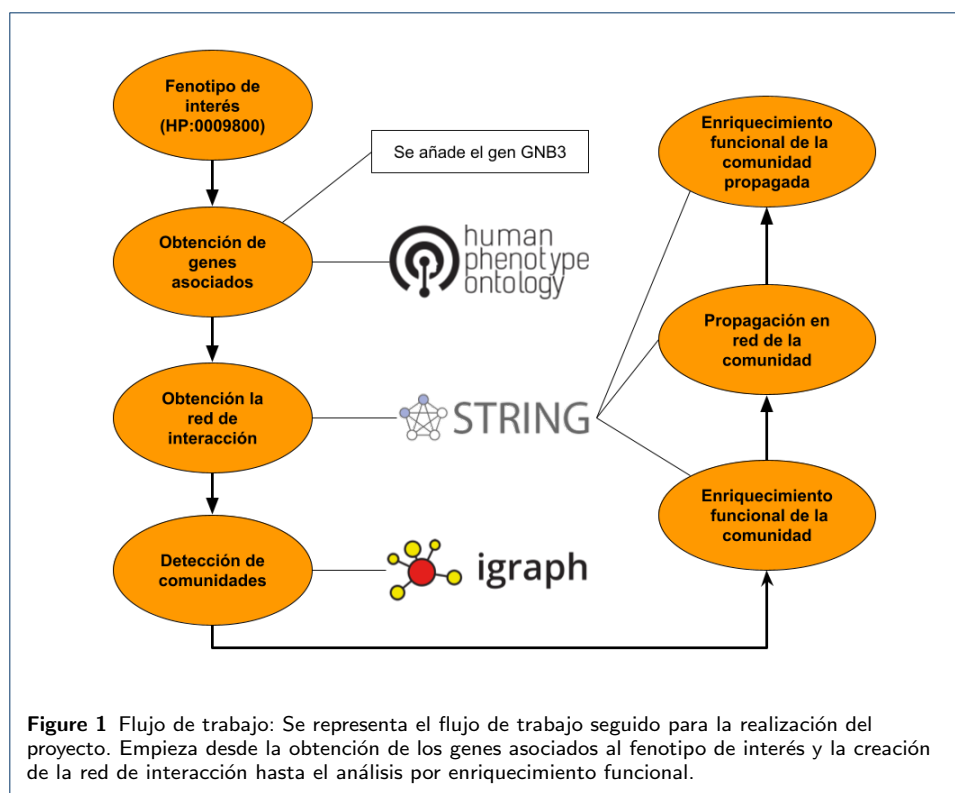 Fenotipo de
interés
(HP:0009800)
Se añade el gen GNB3
Obtención de
genes
asociados
human
phenotype
ontology
Obtención la
red de
interacción
STRING
Detección de
comunidades
igraph
Enriquecimiento
funcional de la
comunidad
propagada
Propagación en
red de la
comunidad
Enriquecimiento
funcional de la
comunidad
Figure 1 Flujo de trabajo: Se representa el flujo de trabajo seguido para la realización del
proyecto. Empieza desde la obtención de los genes asociados al fenotipo de interés y la creación
de la red de interacción hasta el análisis por enriquecimiento funcional.